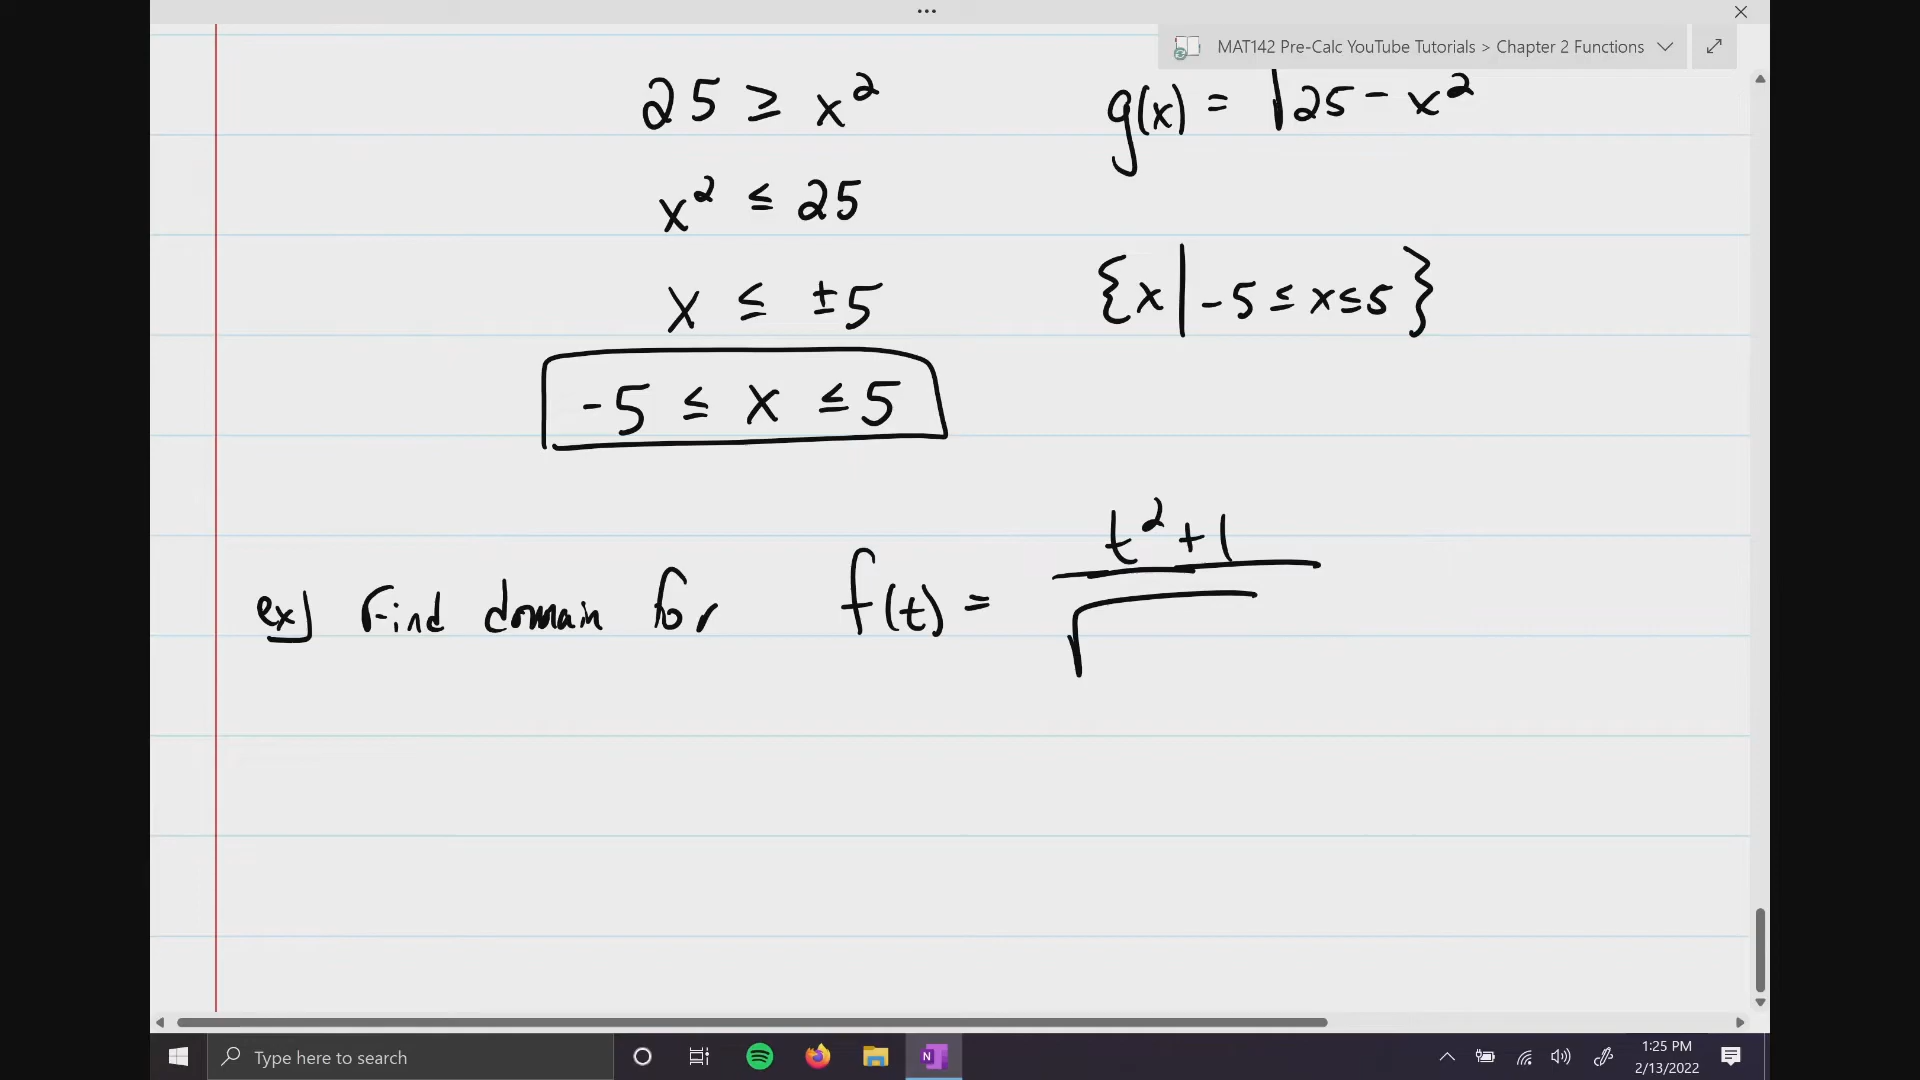 MAT142 Pre-Calc YouTube Tutorials > Chapter 2 Functions
25 ≥ x²
g(x) = √25 - x²
x² ≤ 25
x ≤ ±5
{x | -5 ≤ x ≤ 5}
-5 ≤ x ≤ 5
t² + 1
ex) Find domain for f(t) = √
Type here to search
N
1:25 PM
2/13/2022